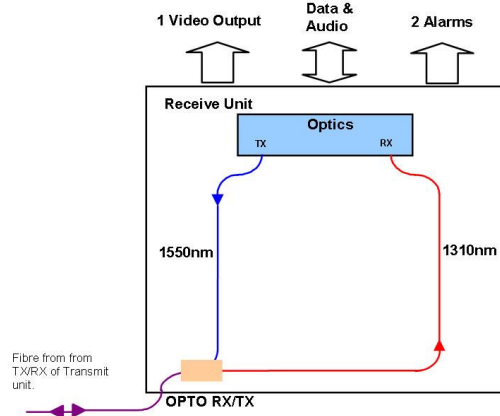 1 Video Output
Data &
Audio
2 Alarms
Receive Unit
Optics
TX
RX
1550nm
1310nm
Fibre from from
TX/RX of Transmit
unit.
OPTO RX/TX